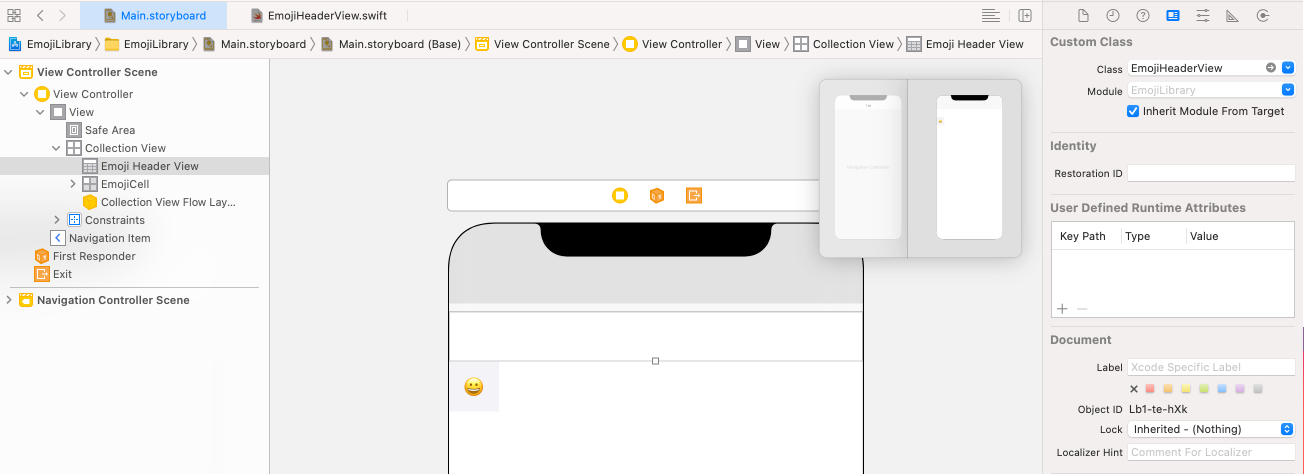 Main.storyboard
EmojiHeaderView.swift
EmojiLibrary
EmojiLibrary
Main.storyboard
Main.storyboard (Base)
View Controller Scene
View Controller
View
Collection View
Emoji Header View
View Controller Scene
View Controller
View
Safe Area
Collection View
Emoji Header View
EmojiCell
Collection View Flow Lay...
Constraints
Navigation Item
First Responder
Exit
Navigation Controller Scene
Navigation Controller
Custom Class
Class EmojiHeaderView
Module EmojiLibrary
Inherit Module From Target
Identity
Restoration ID
User Defined Runtime Attributes
Key Path Type Value
Document
Label Xcode Specific Label
Object ID Lb1-te-hXk
Lock Inherited - (Nothing)
Localizer Hint Comment For Localizer